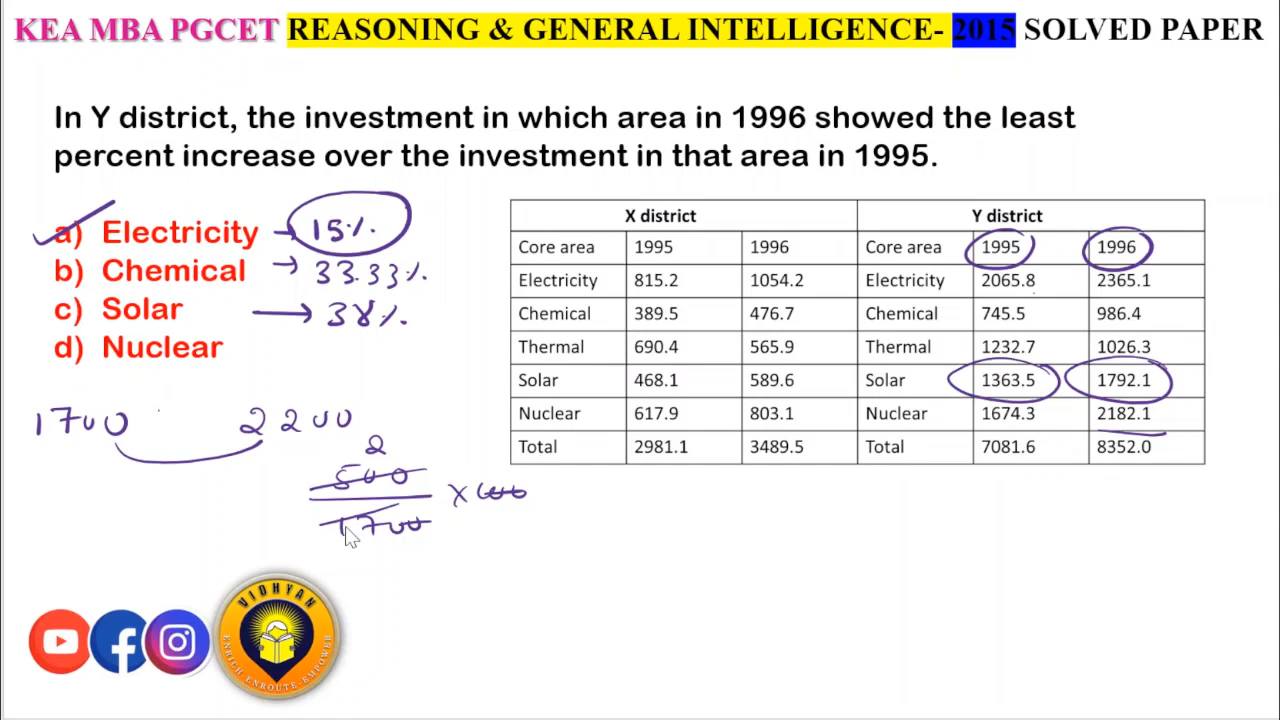 KEA MBA PGCET REASONING & GENERAL INTELLIGENCE- 2015 SOLVED PAPER
In Y district, the investment in which area in 1996 showed the least
percent increase over the investment in that area in 1995.
a) Electricity → 15%.
b) Chemical → 33.33%.
c) Solar → 38%.
d) Nuclear
X district Y district
Core area 1995 1996 Core area 1995 1996
Electricity 815.2 1054.2 Electricity 2065.8 2365.1
Chemical 389.5 476.7 Chemical 745.5 986.4
Thermal 690.4 565.9 Thermal 1232.7 1026.3
Solar 468.1 589.6 Solar 1363.5 1792.1
Nuclear 617.9 803.1 Nuclear 1674.3 2182.1
Total 2981.1 3489.5 Total 7081.6 8352.0
1700 2200
2
500
1700 x 100
VIDHYAN
ENRICH-ENROUTE-EMPOWER